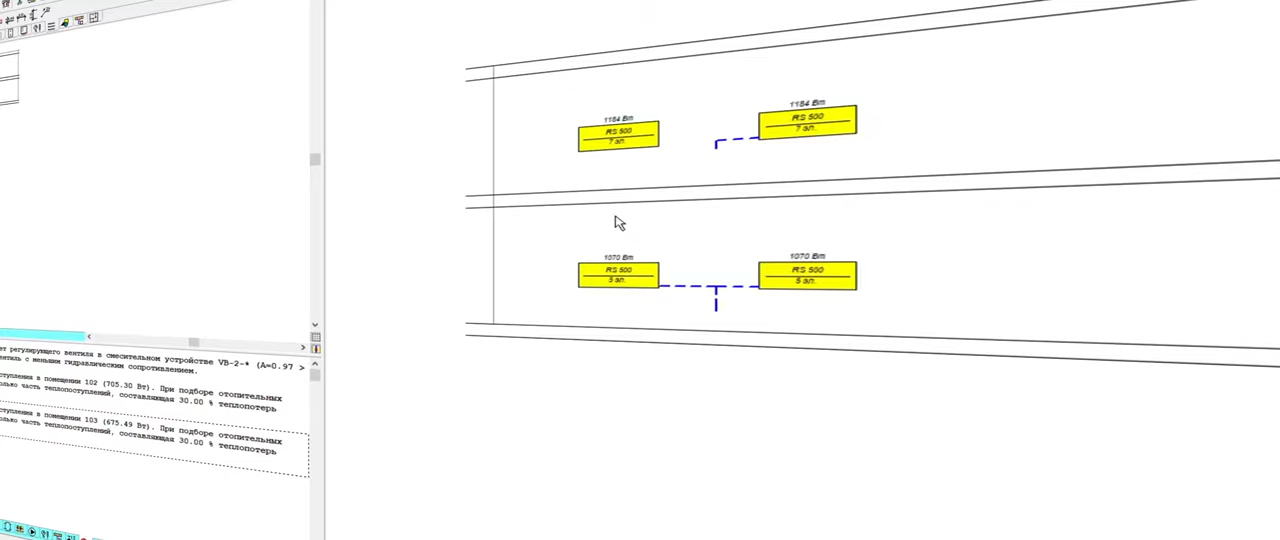 1184 Вт
RS 500
7 эл.
1184 Вт
RS 500
7 эл.
1070 Вт
RS 500
5 эл.
1070 Вт
RS 500
5 эл.
ет регулирующего вентиля в смесительном устройстве VB-2-* (A=0.97 >
ентиль с меньшим гидравлическим сопротивлением.
ступления в помещении 102 (705.30 Вт). При подборе отопительных
олько часть теплопоступлений, составляющая 30.00 % теплопотерь
ступления в помещении 103 (675.49 Вт). При подборе отопительных
олько часть теплопоступлений, составляющая 30.00 % теплопотерь